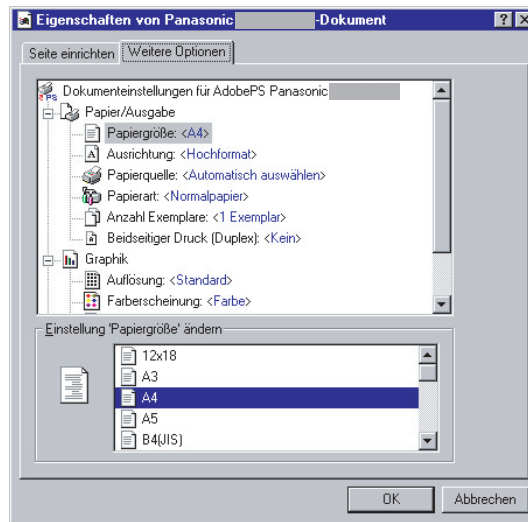 Eigenschaften von Panasonic -Dokument
Seite einrichten Weitere Optionen
Dokumenteinstellungen für AdobePS Panasonic
Papier/Ausgabe
Papiergröße: <A4>
Ausrichtung: <Hochformat>
Papierquelle: <Automatisch auswählen>
Papierart: <Normalpapier>
Anzahl Exemplare: <1 Exemplar>
Beidseitiger Druck (Duplex): <Kein>
Graphik
Auflösung: <Standard>
Farberscheinung: <Farbe>
Einstellung 'Papiergröße' ändern
12x18
A3
A4
A5
B4(JIS)
OK Abbrechen